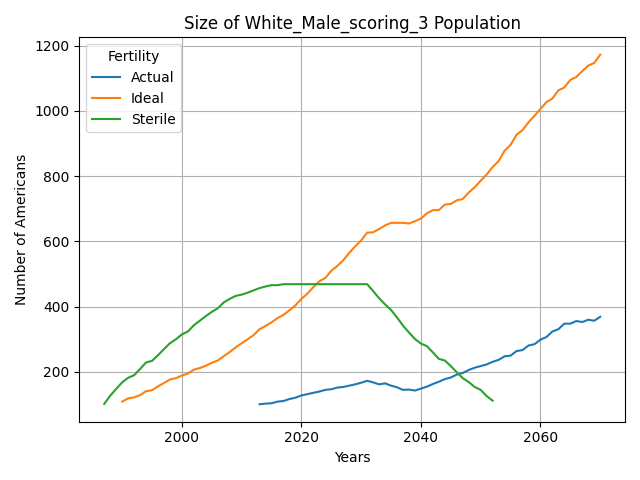 Size of White_Male_scoring_3 Population
Fertility
Actual
Ideal
Sterile
Number of Americans
1200
1000
800
600
400
200
2000
2020
2040
2060
Years